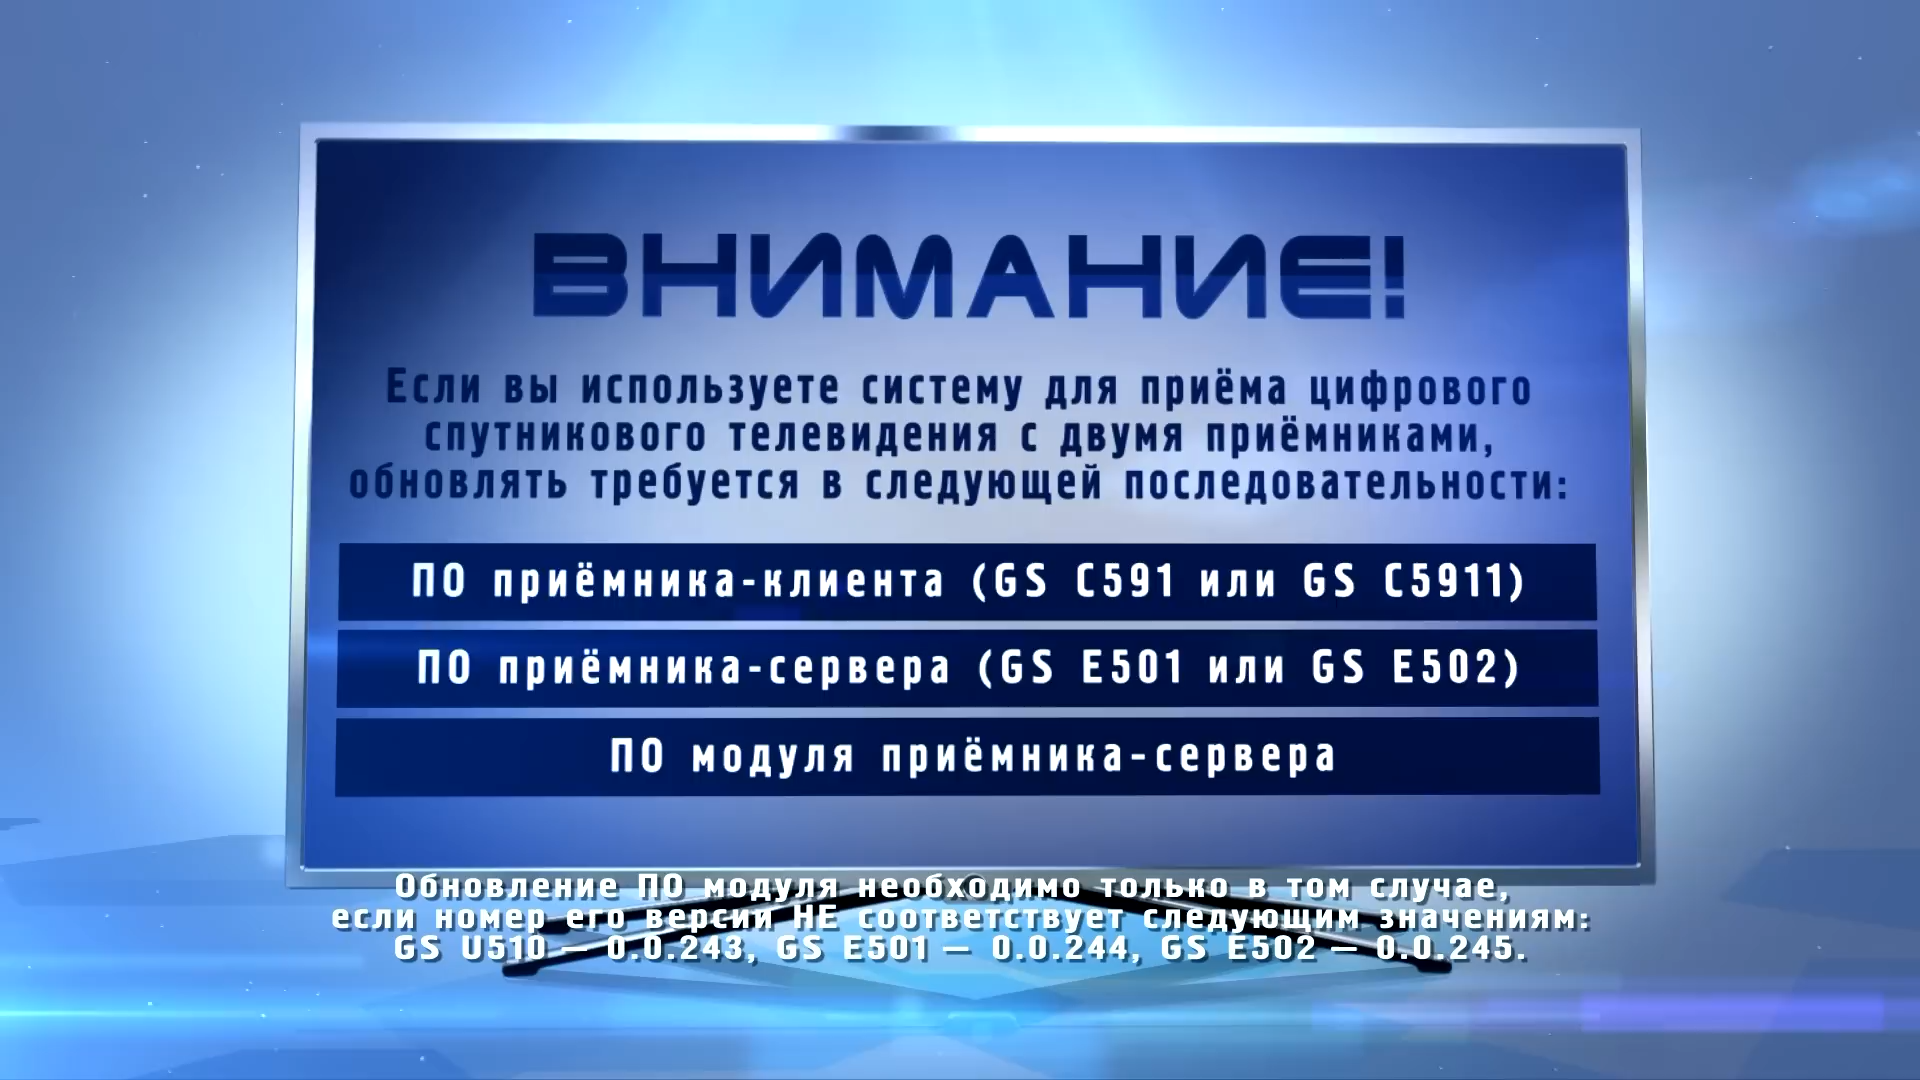 ВНИМАНИЕ!
Если вы используете систему для приёма цифрового
спутникового телевидения с двумя приёмниками,
обновлять требуется в следующей последовательности:
ПО приёмника-клиента (GS C591 или GS C5911)
ПО приёмника-сервера (GS E501 или GS E502)
ПО модуля приёмника-сервера
Обновление ПО модуля необходимо только в том случае,
если номер его версии НЕ соответствует следующим значениям:
GS U510 — 0.0.243, GS E501 — 0.0.244, GS E502 — 0.0.245.